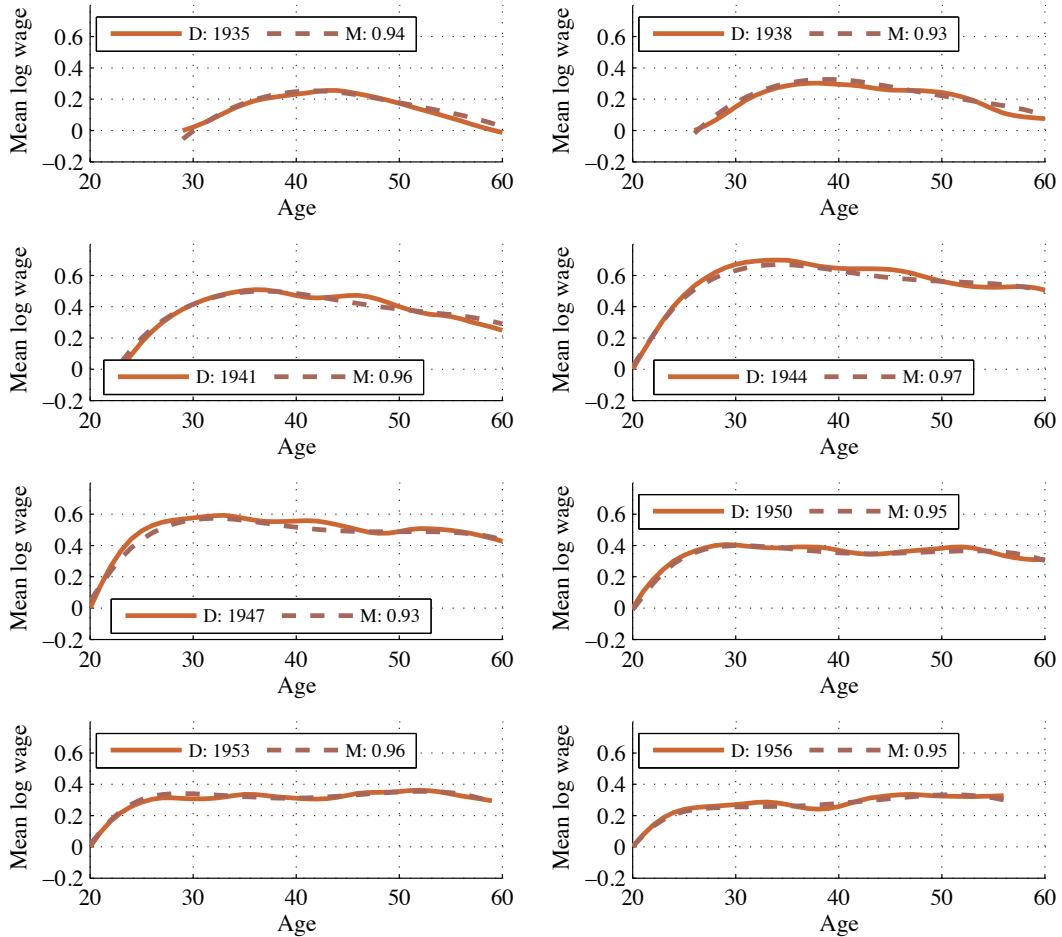 Mean log wage
0.6
0.4
0.2
0
–0.2
D: 1935 M: 0.94
20 30 40 50 60
Age
Mean log wage
0.6
0.4
0.2
0
–0.2
D: 1938 M: 0.93
20 30 40 50 60
Age
Mean log wage
0.6
0.4
0.2
0
–0.2
D: 1941 M: 0.96
20 30 40 50 60
Age
Mean log wage
0.6
0.4
0.2
0
–0.2
D: 1944 M: 0.97
20 30 40 50 60
Age
Mean log wage
0.6
0.4
0.2
0
–0.2
D: 1947 M: 0.93
20 30 40 50 60
Age
Mean log wage
0.6
0.4
0.2
0
–0.2
D: 1950 M: 0.95
20 30 40 50 60
Age
Mean log wage
0.6
0.4
0.2
0
–0.2
D: 1953 M: 0.96
20 30 40 50 60
Age
Mean log wage
0.6
0.4
0.2
0
–0.2
D: 1956 M: 0.95
20 30 40 50 60
Age